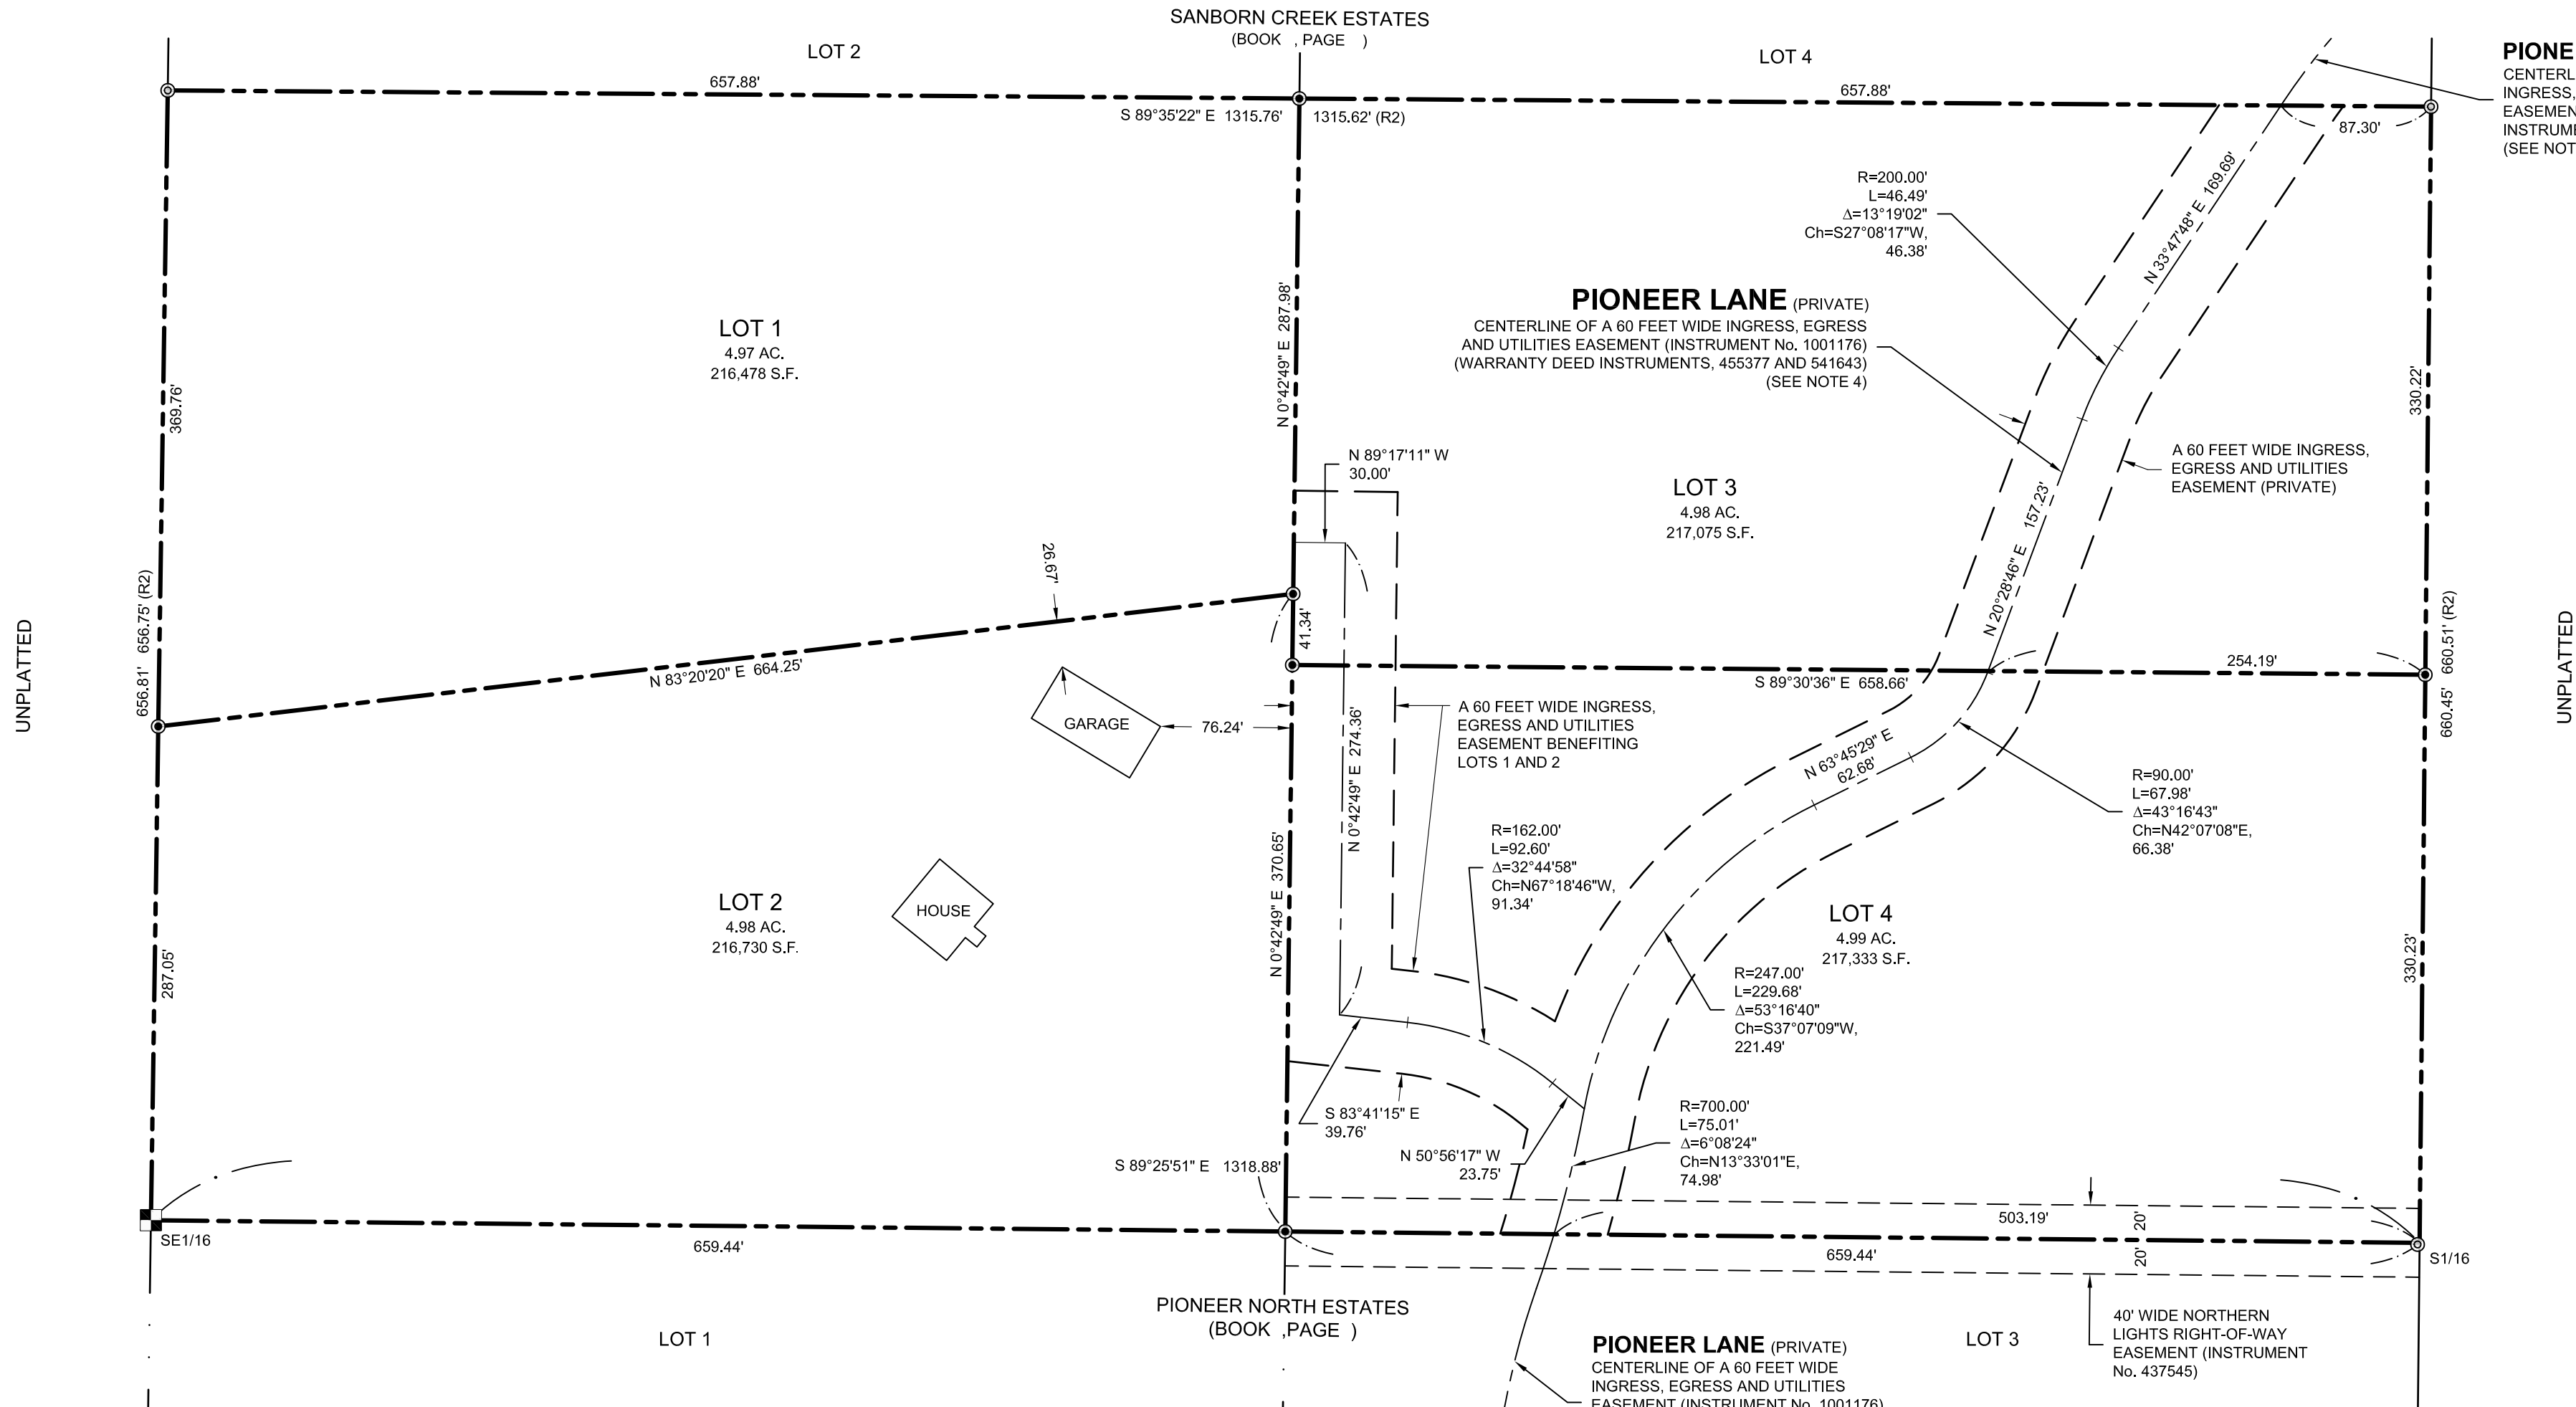 SANBORN CREEK ESTATES
(BOOK , PAGE )
LOT 2
LOT 4
657.88'
657.88'
S 89°35'22" E 1315.76'
1315.62' (R2)
87.30'
PIONE
CENTERL
INGRESS,
EASEMEN
INSTRUME
(SEE NOT
R=200.00'
L=46.49'
Δ=13°19'02"
Ch=S27°08'17"W,
46.38'
N 33°47'48" E 169.69'
PIONEER LANE (PRIVATE)
CENTERLINE OF A 60 FEET WIDE INGRESS, EGRESS
AND UTILITIES EASEMENT (INSTRUMENT No. 1001176)
(WARRANTY DEED INSTRUMENTS, 455377 AND 541643)
(SEE NOTE 4)
LOT 1
4.97 AC.
216,478 S.F.
369.76'
N 0°42'49" E 287.98'
330.22'
N 89°17'11" W
30.00'
A 60 FEET WIDE INGRESS,
EGRESS AND UTILITIES
EASEMENT (PRIVATE)
LOT 3
4.98 AC.
217,075 S.F.
N 20°28'46" E 157.23'
26.67'
41.34'
656.81' 656.75' (R2)
UNPLATTED
N 83°20'20" E 664.25'
S 89°30'36" E 658.66'
254.19'
660.45' 660.51' (R2)
UNPLATTED
GARAGE
76.24'
A 60 FEET WIDE INGRESS,
EGRESS AND UTILITIES
EASEMENT BENEFITING
LOTS 1 AND 2
N 0°42'49" E 274.36'
N 63°45'29" E
62.68'
R=90.00'
L=67.98'
Δ=43°16'43"
Ch=N42°07'08"E,
66.38'
R=162.00'
L=92.60'
Δ=32°44'58"
Ch=N67°18'46"W,
91.34'
LOT 2
4.98 AC.
216,730 S.F.
HOUSE
287.05'
N 0°42'49" E 370.65'
LOT 4
4.99 AC.
217,333 S.F.
330.23'
R=247.00'
L=229.68'
Δ=53°16'40"
Ch=S37°07'09"W,
221.49'
S 83°41'15" E
39.76'
R=700.00'
L=75.01'
Δ=6°08'24"
Ch=N13°33'01"E,
74.98'
N 50°56'17" W
23.75'
S 89°25'51" E 1318.88'
503.19'
20'
20'
SE1/16
659.44'
659.44'
S1/16
PIONEER NORTH ESTATES
(BOOK ,PAGE )
LOT 1
LOT 3
40' WIDE NORTHERN
LIGHTS RIGHT-OF-WAY
EASEMENT (INSTRUMENT
No. 437545)
PIONEER LANE (PRIVATE)
CENTERLINE OF A 60 FEET WIDE
INGRESS, EGRESS AND UTILITIES
EASEMENT (INSTRUMENT No. 1001176)